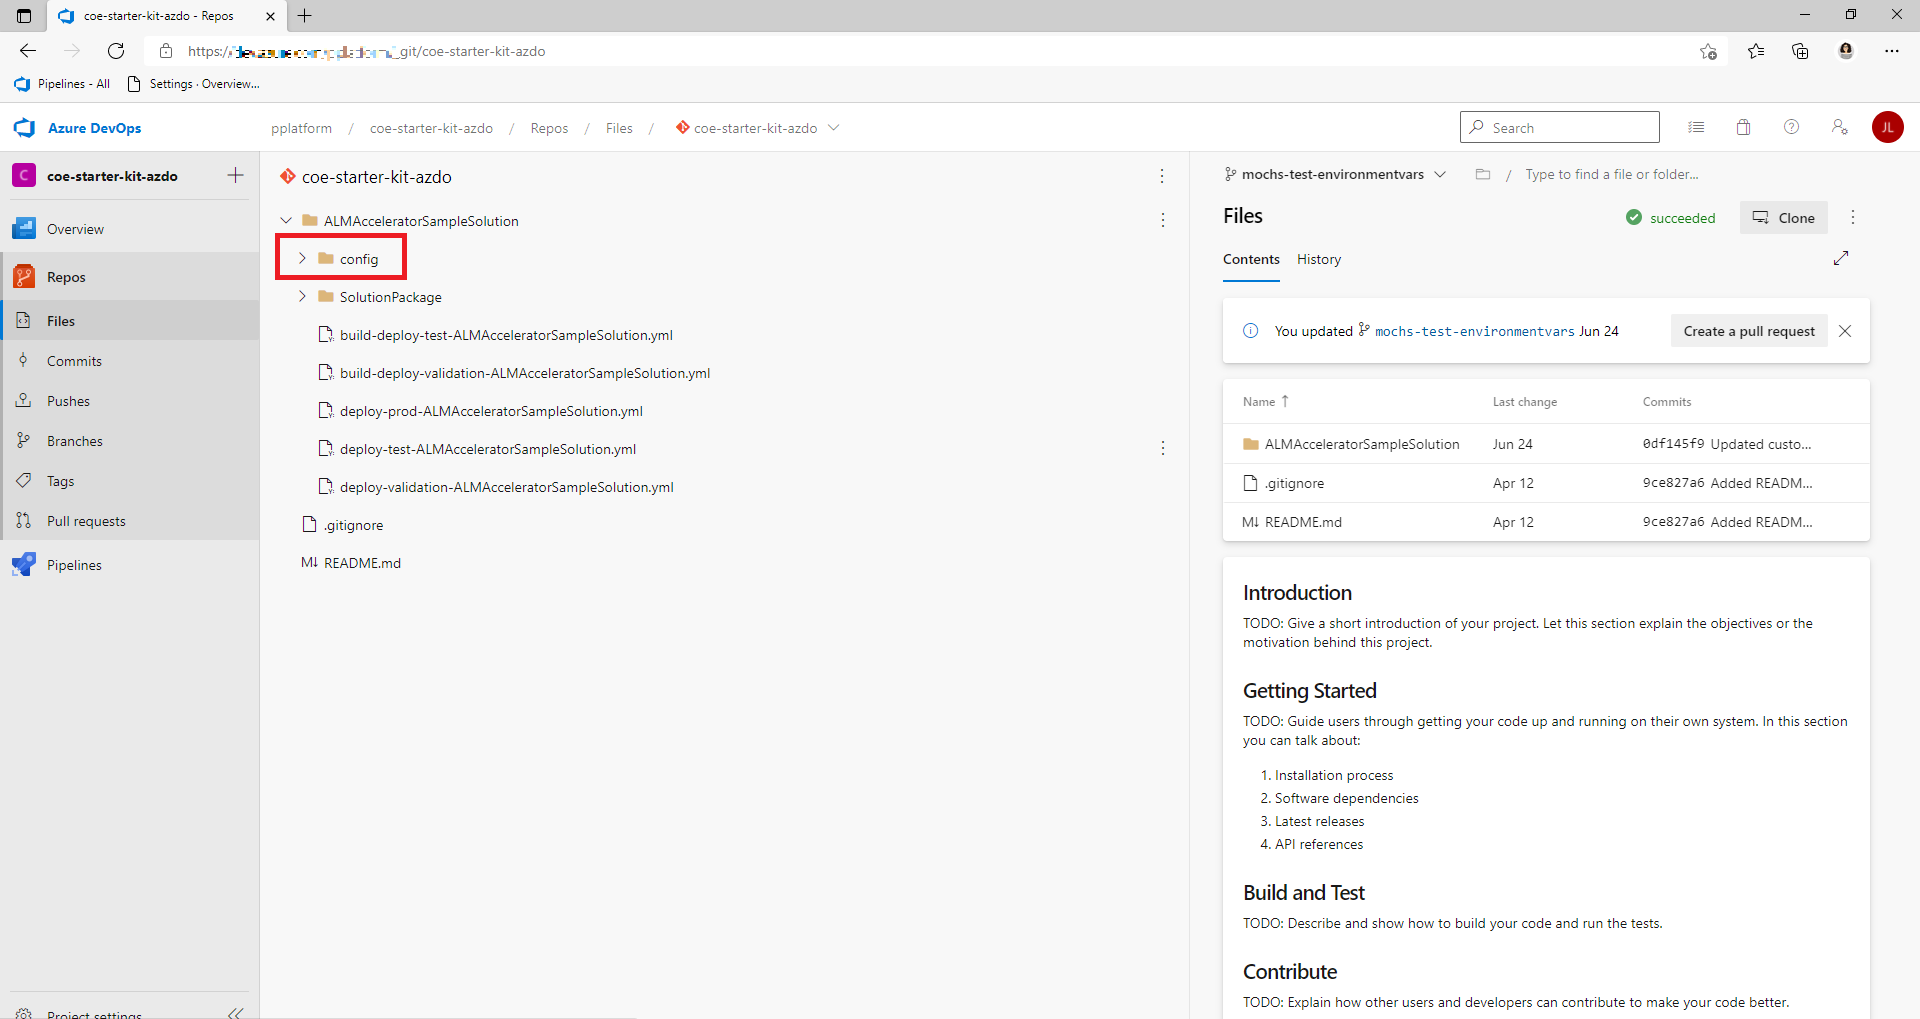 coe-starter-kit-azdo - Repos
https:/ _git/coe-starter-kit-azdo
Pipelines - All
Settings · Overview...
Azure DevOps
pplatform / coe-starter-kit-azdo / Repos / Files / coe-starter-kit-azdo
Search
JL
C coe-starter-kit-azdo
Overview
Repos
Files
Commits
Pushes
Branches
Tags
Pull requests
Pipelines
Project settings
coe-starter-kit-azdo
ALMAcceleratorSampleSolution
config
SolutionPackage
build-deploy-test-ALMAcceleratorSampleSolution.yml
build-deploy-validation-ALMAcceleratorSampleSolution.yml
deploy-prod-ALMAcceleratorSampleSolution.yml
deploy-test-ALMAcceleratorSampleSolution.yml
deploy-validation-ALMAcceleratorSampleSolution.yml
.gitignore
M↓ README.md
mochs-test-environmentvars / Type to find a file or folder...
Files
succeeded
Clone
Contents History
You updated mochs-test-environmentvars Jun 24
Create a pull request
Name ↑ Last change Commits
ALMAcceleratorSampleSolution Jun 24 0df145f9 Updated custo...
.gitignore Apr 12 9ce827a6 Added READM...
M↓ README.md Apr 12 9ce827a6 Added READM...
Introduction
TODO: Give a short introduction of your project. Let this section explain the objectives or the
motivation behind this project.
Getting Started
TODO: Guide users through getting your code up and running on their own system. In this section
you can talk about:
1. Installation process
2. Software dependencies
3. Latest releases
4. API references
Build and Test
TODO: Describe and show how to build your code and run the tests.
Contribute
TODO: Explain how other users and developers can contribute to make your code better.